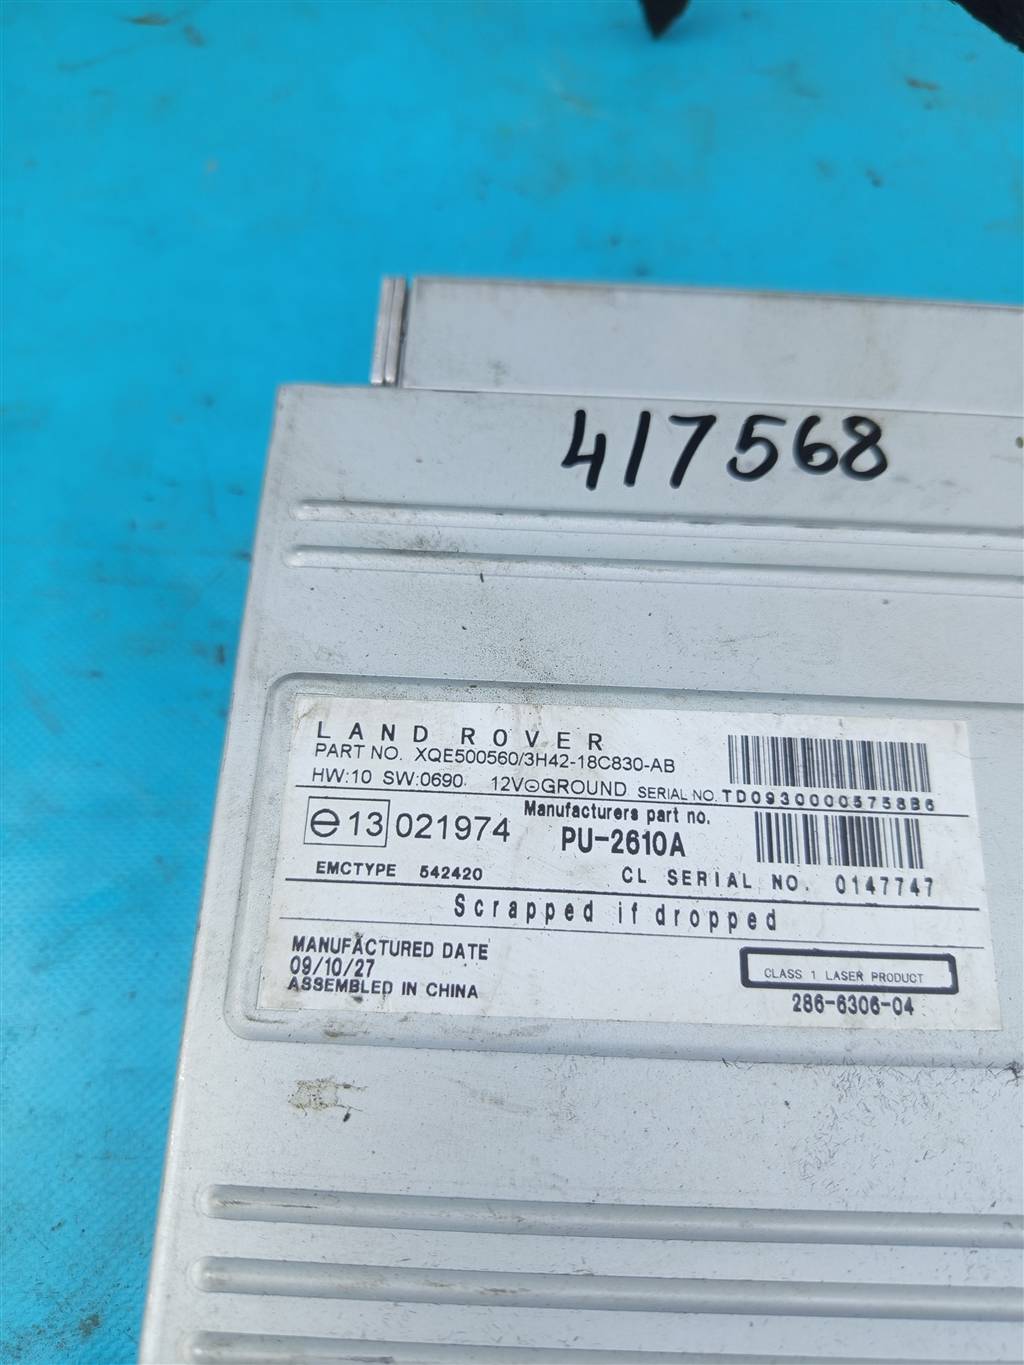 417568
LAND ROVER
PART NO. XQE500560/3H42-18C830-AB
HW:10 SW:0690. 12V⊖GROUND SERIAL NO. TD09300005758B6
e13 021974 Manufacturers part no.
PU-2610A
EMCTYPE 542420 CL SERIAL NO. 0147747
Scrapped if dropped
MANUFACTURED DATE
09/10/27
ASSEMBLED IN CHINA
CLASS 1 LASER PRODUCT
286-6306-04